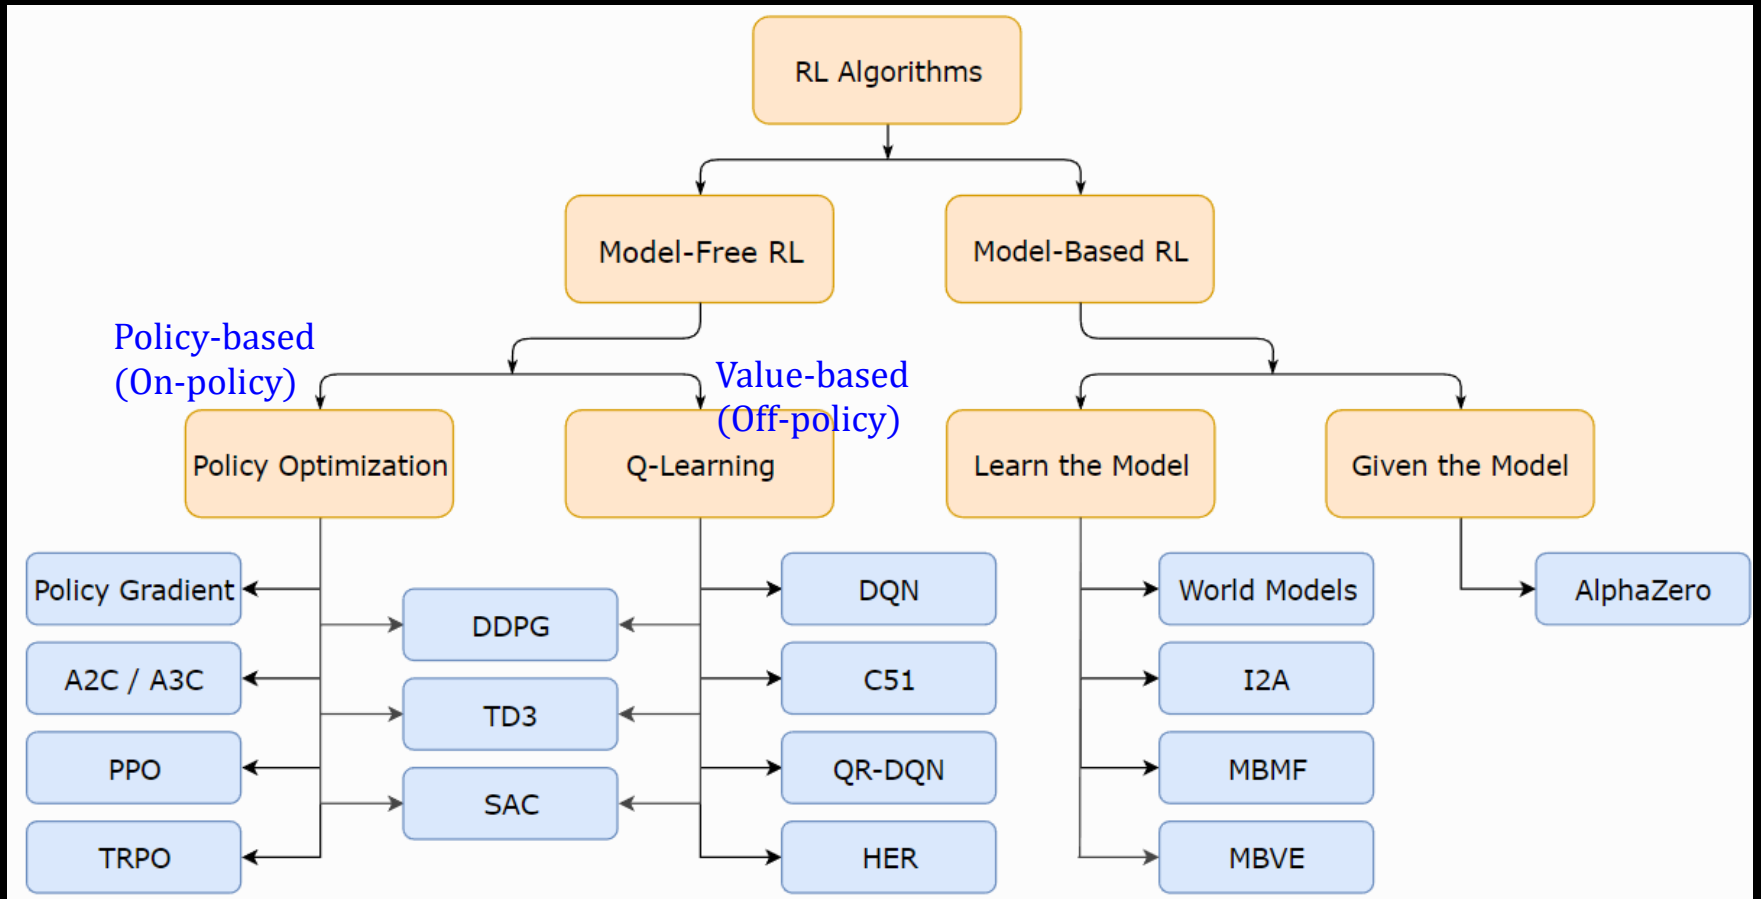 RL Algorithms
Model-Free RL
Model-Based RL
Policy-based
(On-policy)
Value-based
(Off-policy)
Policy Optimization
Q-Learning
Learn the Model
Given the Model
Policy Gradient
DDPG
DQN
World Models
AlphaZero
A2C / A3C
TD3
C51
I2A
PPO
SAC
QR-DQN
MBMF
TRPO
HER
MBVE